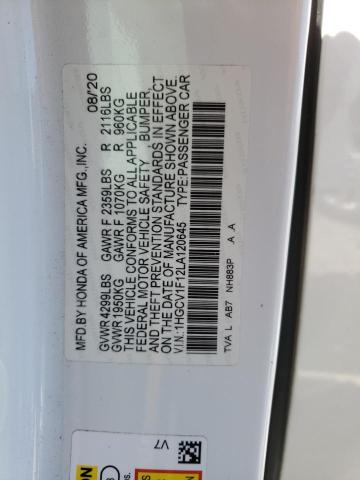 MFD BY HONDA OF AMERICA MFG.,INC. 08/'20
GVWR 4299LBS GAWR F 2359LBS R 2116LBS
GVWR 1950KG GAWR F 1070KG R 960KG
THIS VEHICLE CONFORMS TO ALL APPLICABLE
FEDERAL MOTOR VEHICLE SAFETY BUMPER,
AND THEFT PREVENTION STANDARDS IN EFFECT
ON THE DATE OF MANUFACTURE SHOWN ABOVE.
V.I.N.:1HGCV1F12LA120645 TYPE:PASSENGER CAR
TVA L AB7 NH883P A A
V7